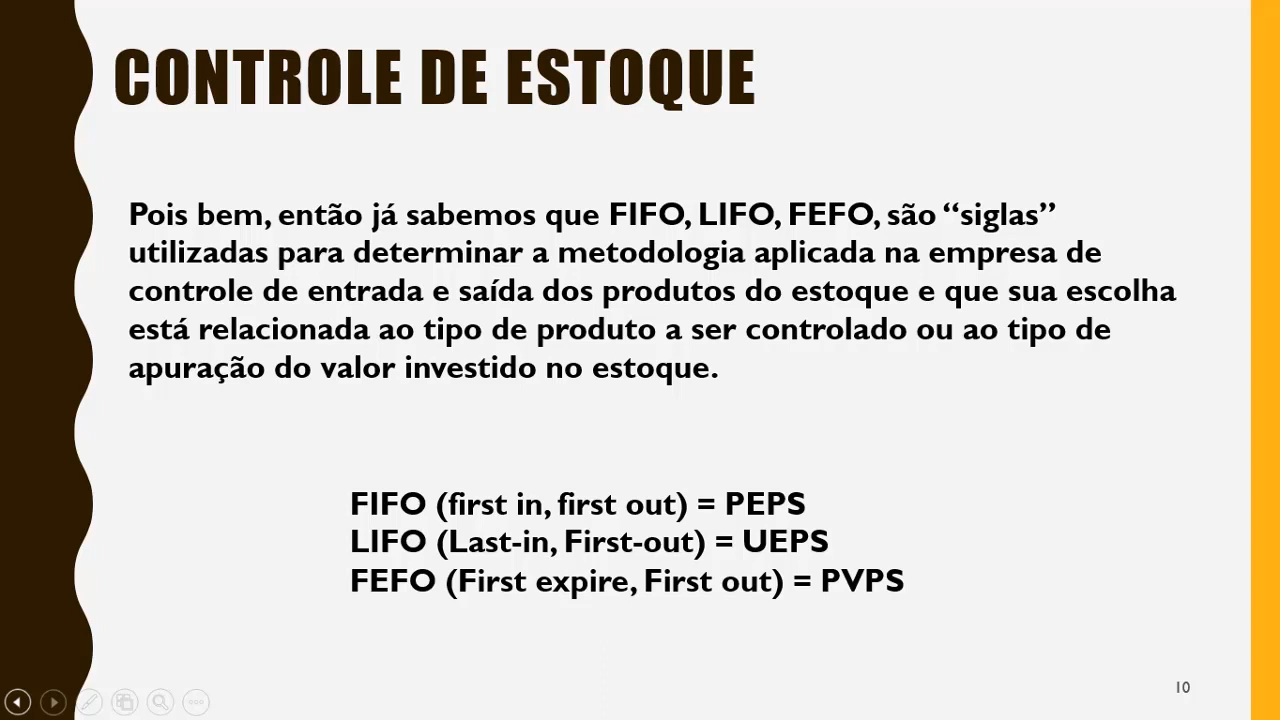 CONTROLE DE ESTOQUE
Pois bem, então já sabemos que FIFO, LIFO, FEFO, são “siglas”
utilizadas para determinar a metodologia aplicada na empresa de
controle de entrada e saída dos produtos do estoque e que sua escolha
está relacionada ao tipo de produto a ser controlado ou ao tipo de
apuração do valor investido no estoque.
FIFO (first in, first out) = PEPS
LIFO (Last-in, First-out) = UEPS
FEFO (First expire, First out) = PVPS
10